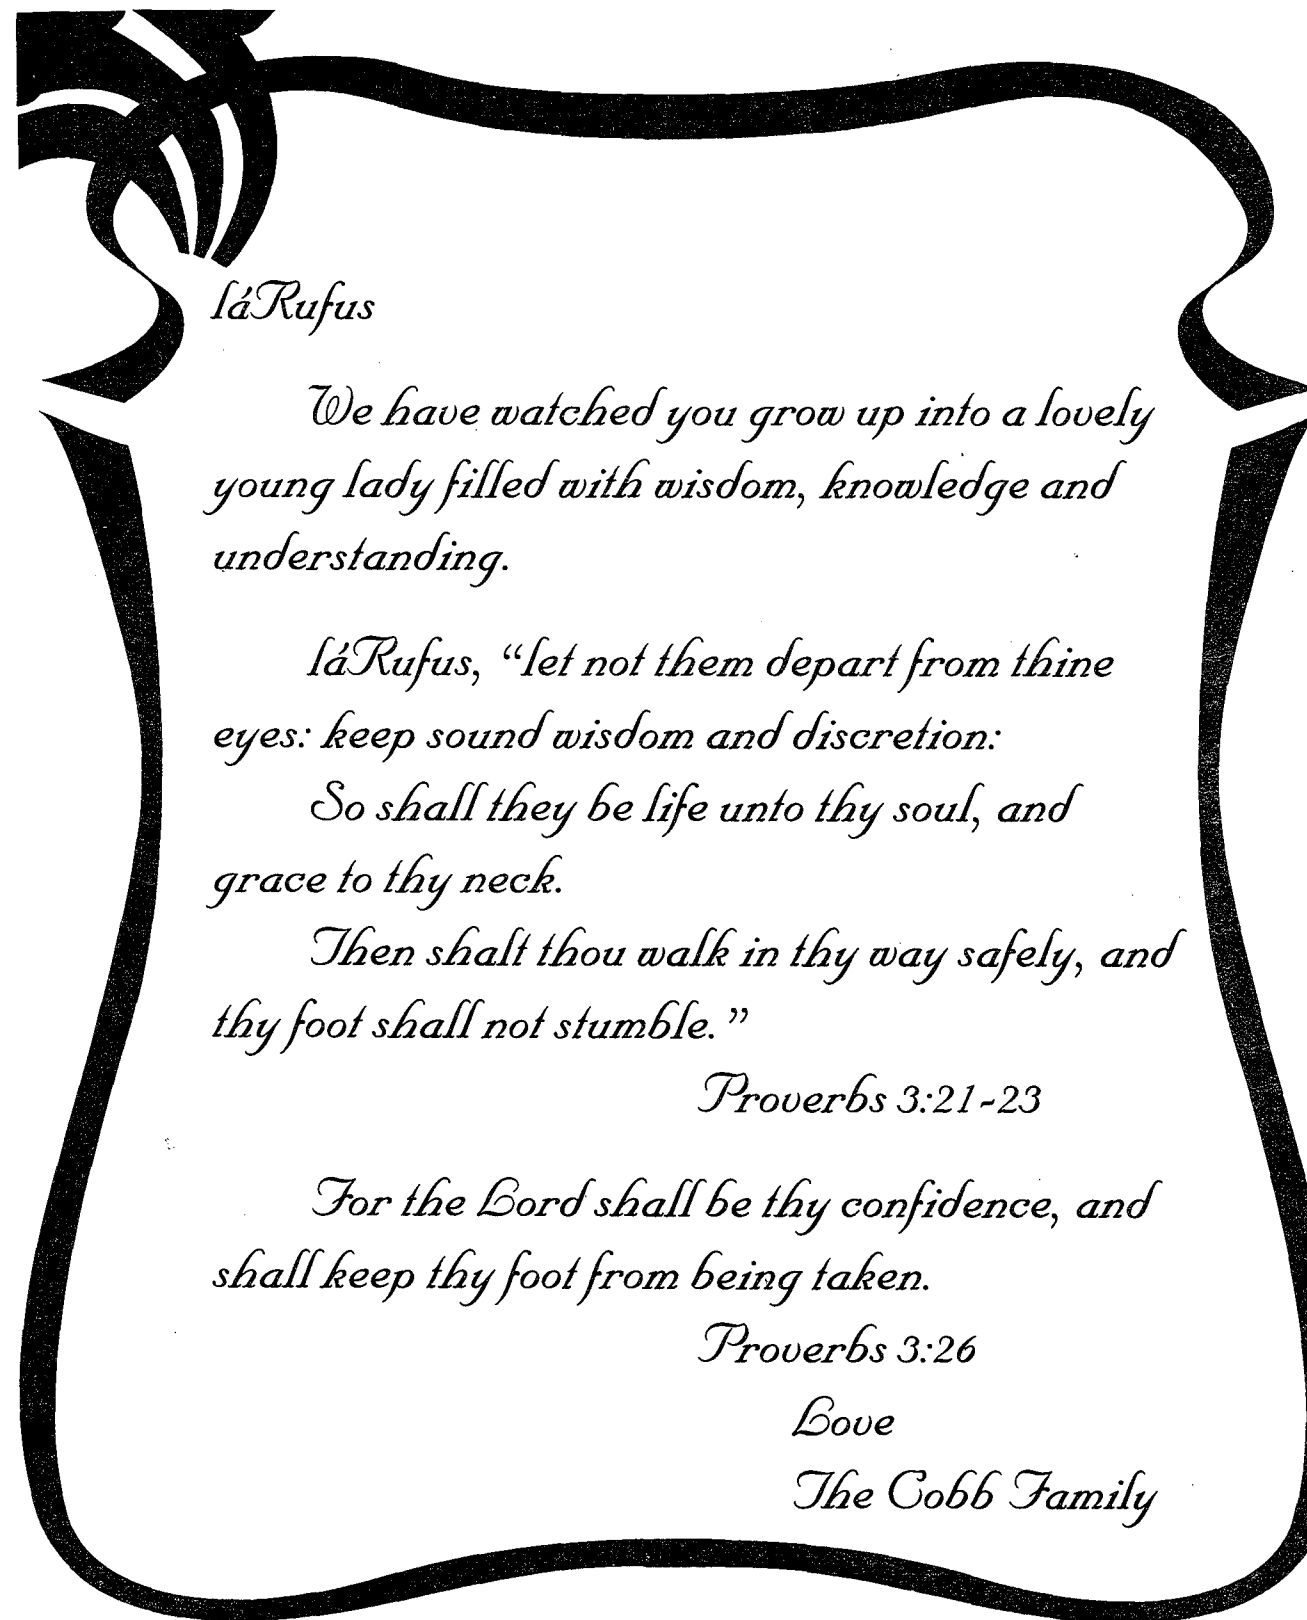 láRufus
We have watched you grow up into a lovely
young lady filled with wisdom, knowledge and
understanding.
láRufus, “let not them depart from thine
eyes: keep sound wisdom and discretion:
So shall they be life unto thy soul, and
grace to thy neck.
Then shalt thou walk in thy way safely, and
thy foot shall not stumble.”
Proverbs 3:21-23
For the Lord shall be thy confidence, and
shall keep thy foot from being taken.
Proverbs 3:26
Love
The Cobb Family